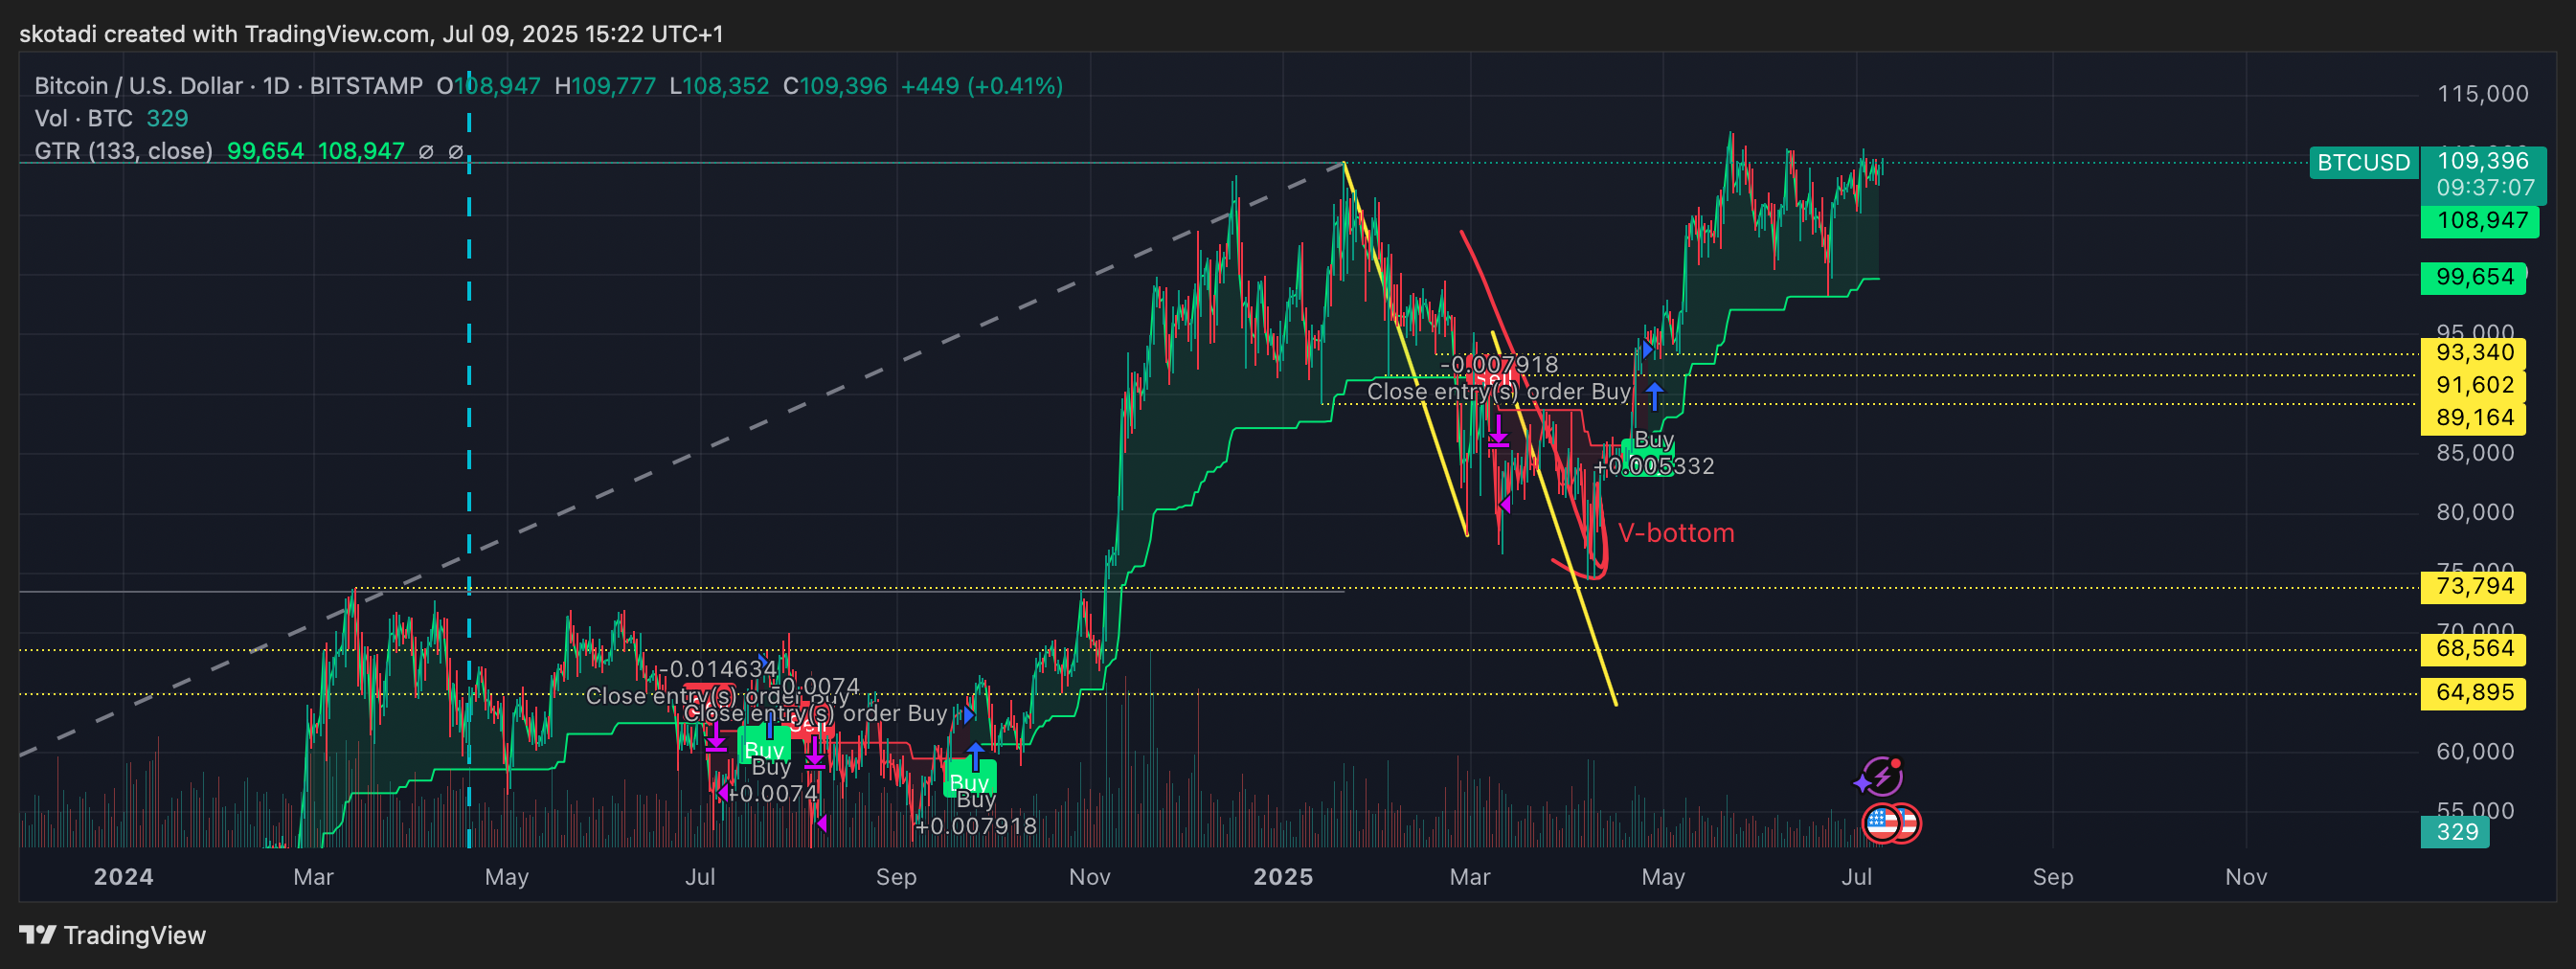 skotadi created with TradingView.com, Jul 09, 2025 15:22 UTC+1
Bitcoin / U.S. Dollar · 1D · BITSTAMP O108,947 H109,777 L108,352 C109,396 +449 (+0.41%)
Vol · BTC 329
GTR (133, close) 99,654 108,947 ∅ ∅
115,000
BTCUSD 109,396
09:37:07
108,947
99,654
95,000
93,340
91,602
89,164
85,000
80,000
75,000
73,794
70,000
68,564
64,895
60,000
55,000
329
-0.007918
Sell
Close entry(s) order Buy
Buy
+0.005332
V-bottom
-0.014634
-0.0074
Close entry(s) order Buy
Close entry(s) order Buy
Sell
Buy
Buy
+0.0074
Buy
Buy
+0.007918
2024 Mar May Jul Sep Nov 2025 Mar May Jul Sep Nov
TradingView